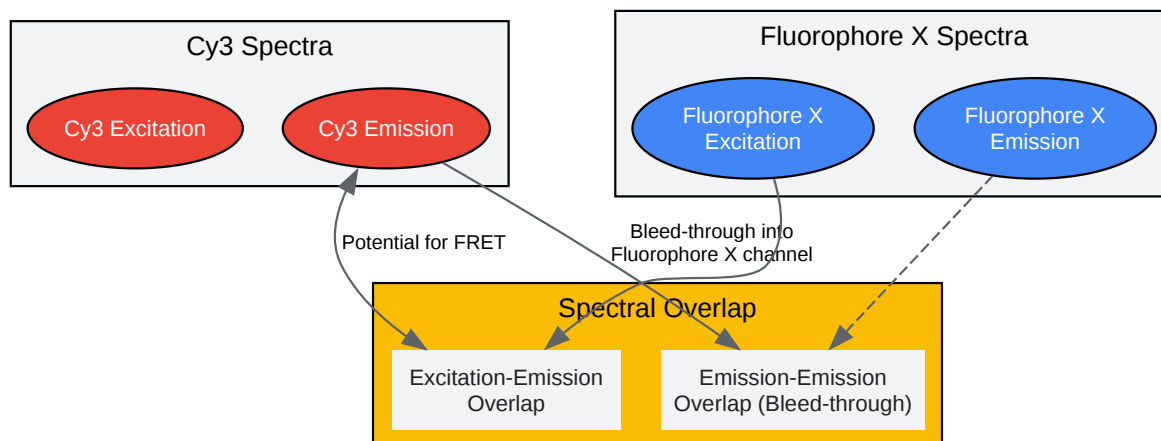 Cy3 Spectra
Fluorophore X Spectra
Cy3 Excitation
Cy3 Emission
Fluorophore X
Excitation
Fluorophore X
Emission
Potential for FRET
Bleed-through into
Fluorophore X channel
Spectral Overlap
Excitation-Emission
Overlap
Emission-Emission
Overlap (Bleed-through)